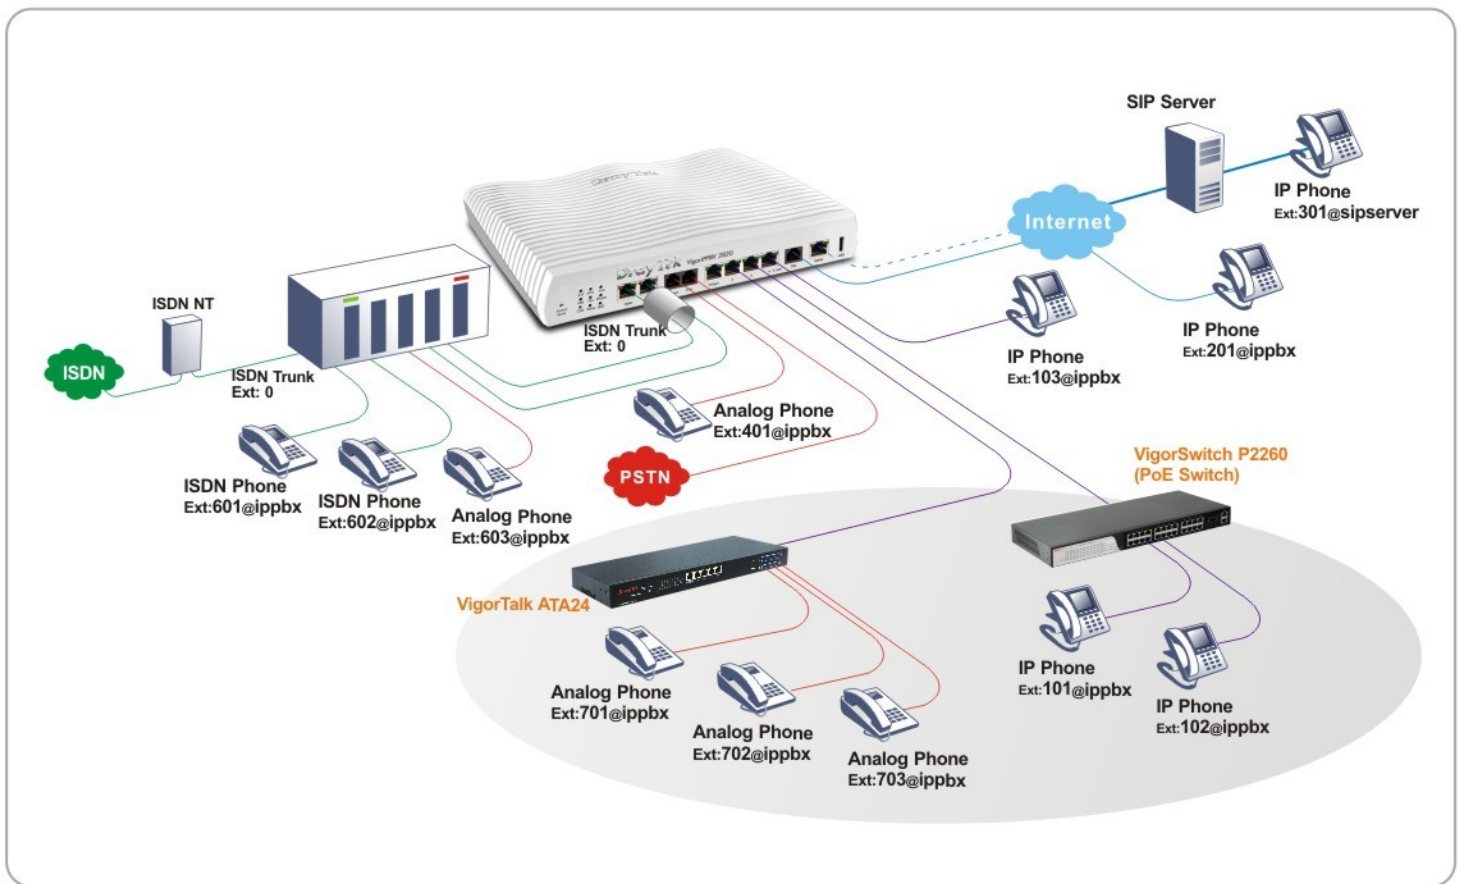 SIP Server
IP Phone
Ext:301@sipserver
Internet
DrayTek
VigorIPPBX 2820
IP Phone
Ext:201@ippbx
IP Phone
Ext:103@ippbx
ISDN NT
ISDN
ISDN Trunk
Ext: 0
ISDN Trunk
Ext: 0
Analog Phone
Ext:401@ippbx
PSTN
ISDN Phone
Ext:601@ippbx
ISDN Phone
Ext:602@ippbx
Analog Phone
Ext:603@ippbx
VigorSwitch P2260
(PoE Switch)
VigorTalk ATA24
Analog Phone
Ext:701@ippbx
Analog Phone
Ext:702@ippbx
Analog Phone
Ext:703@ippbx
IP Phone
Ext:101@ippbx
IP Phone
Ext:102@ippbx